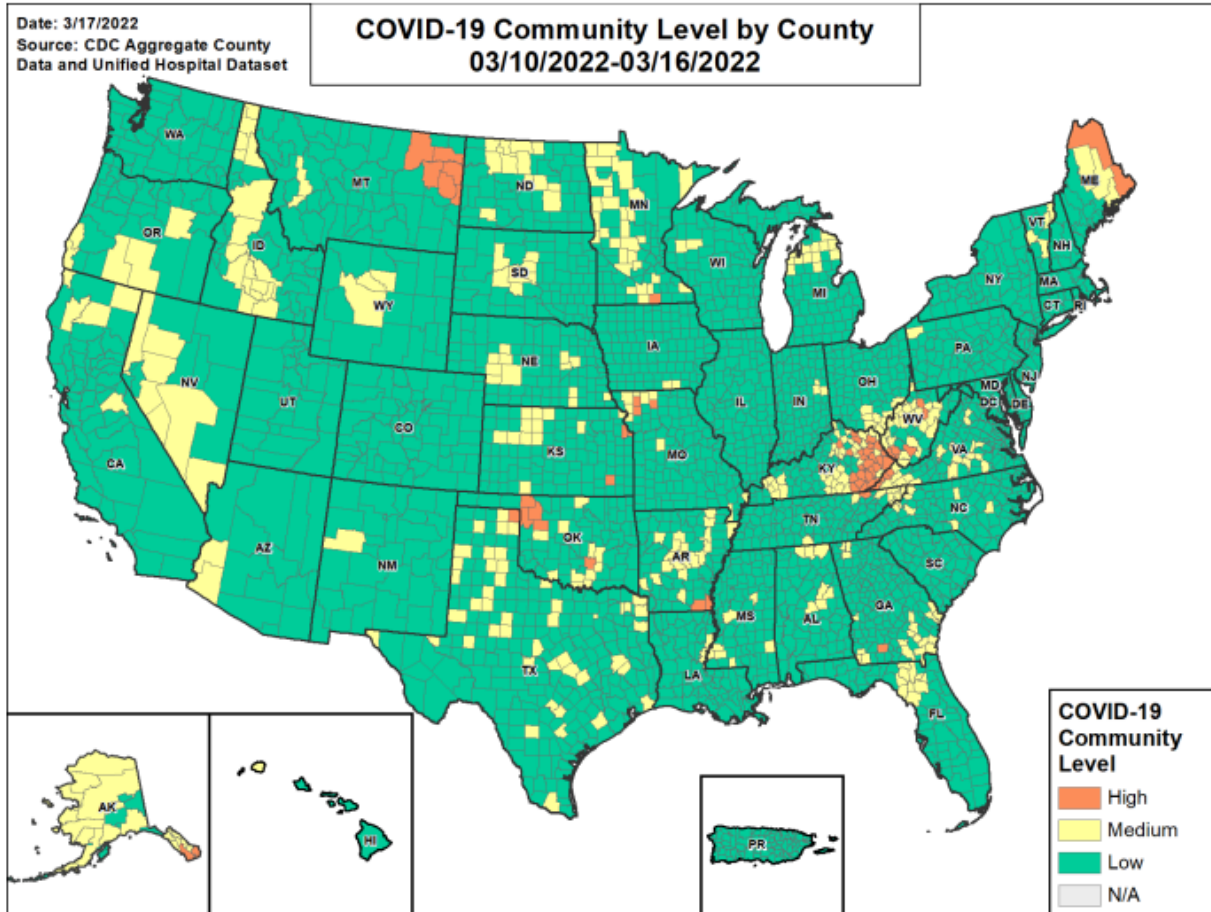 Date: 3/17/2022
Source: CDC Aggregate County
Data and Unified Hospital Dataset
COVID-19 Community Level by County
03/10/2022-03/16/2022
WA
MT
ND
MN
ME
OR
ID
SD
WI
VT
NH
WY
MI
NY
MA
CT
RI
NE
IA
PA
NV
UT
CO
IL
IN
OH
NJ
MD
DC
DE
WV
CA
KS
MO
KY
VA
AZ
NM
OK
AR
TN
NC
SC
MS
AL
GA
TX
LA
FL
AK
HI
PR
COVID-19
Community
Level
High
Medium
Low
N/A